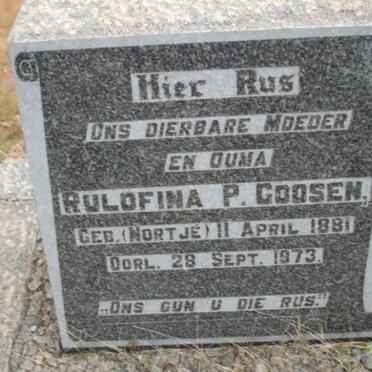 Hier Rus
Ons dierbare Moeder
en Ouma
Rulofina P. Goosen,
Geb. (Nortjé) 11 April 1881
Oorl. 28 Sept. 1973.
„Ons gun u die rus."